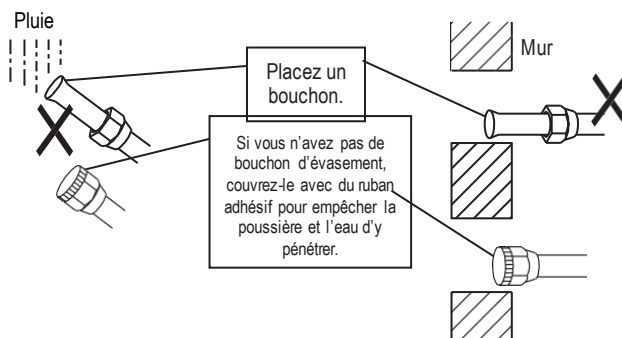 Pluie
Placez un
bouchon.
Mur
Si vous n’avez pas de
bouchon d’évasement,
couvrez-le avec du ruban
adhésif pour empêcher la
poussière et l’eau d’y
pénétrer.